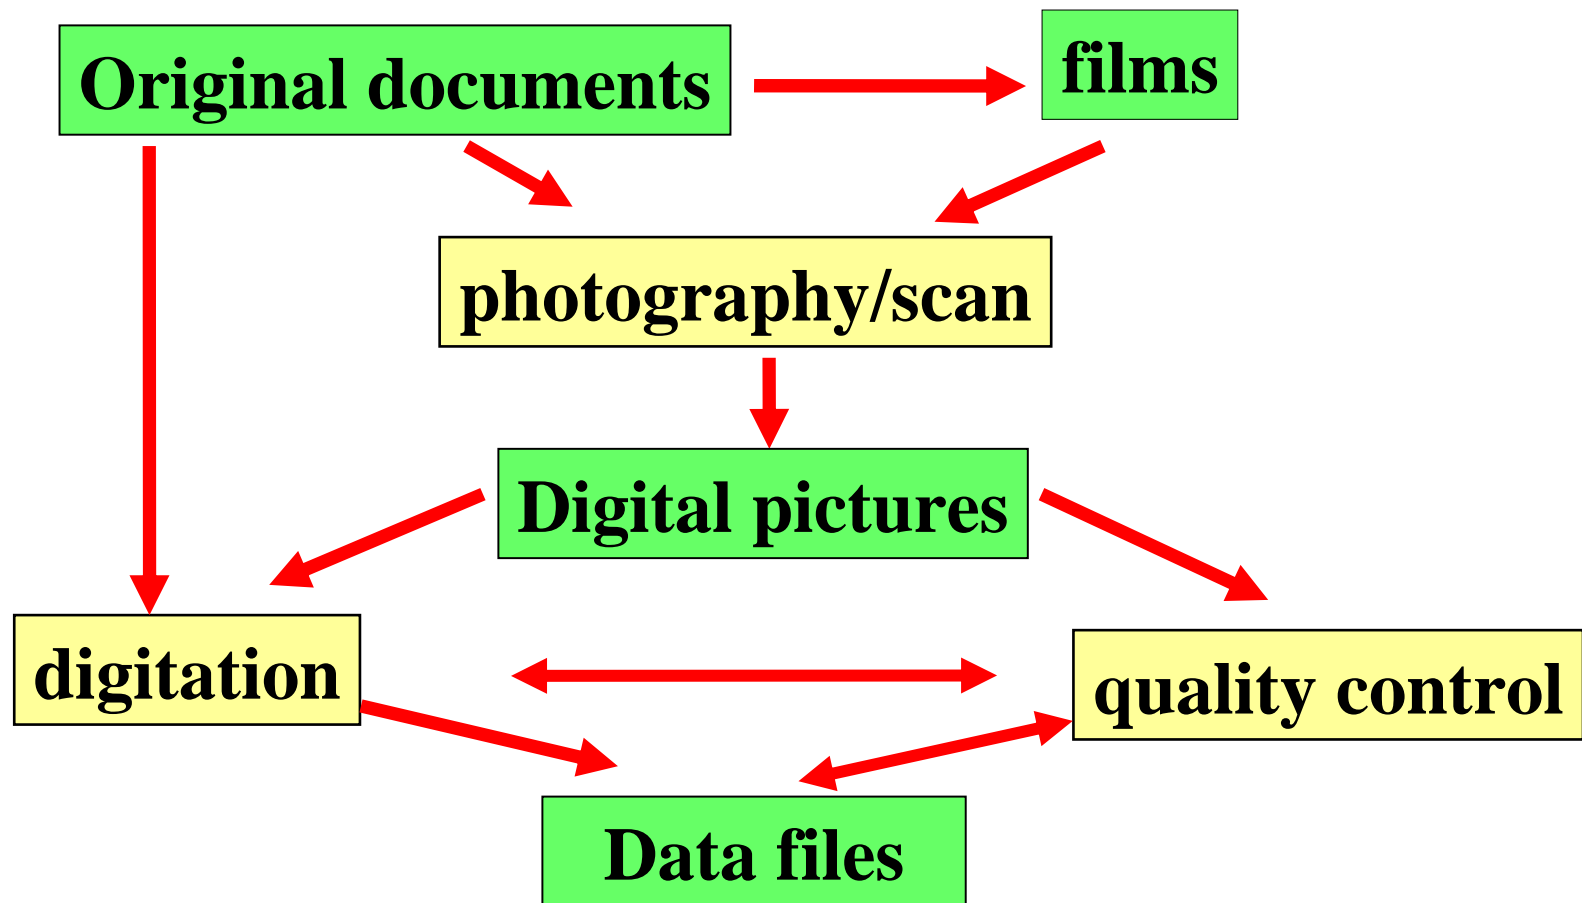 Original documents
films
photography/scan
Digital pictures
digitation
quality control
Data files